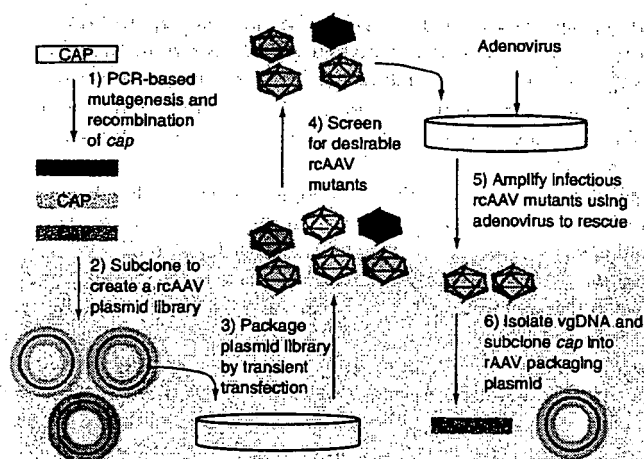 CAP
1) PCR-based
mutagenesis and
recombination
of cap
CAP
2) Subclone to
create a rcAAV
plasmid library
3) Package
plasmid library
by transient
transfection
4) Screen
for desirable
rcAAV
mutants
Adenovirus
5) Amplify infectious
rcAAV mutants using
adenovirus to rescue
6) Isolate vgDNA and
subclone cap into
rAAV packaging
plasmid